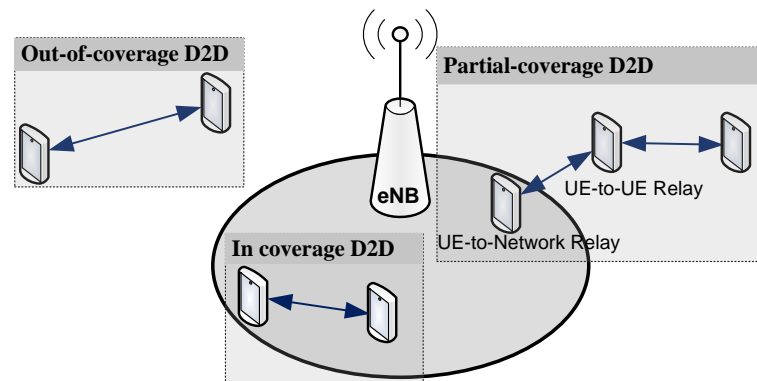 Out-of-coverage D2D
Partial-coverage D2D
UE-to-UE Relay
eNB
UE-to-Network Relay
In coverage D2D